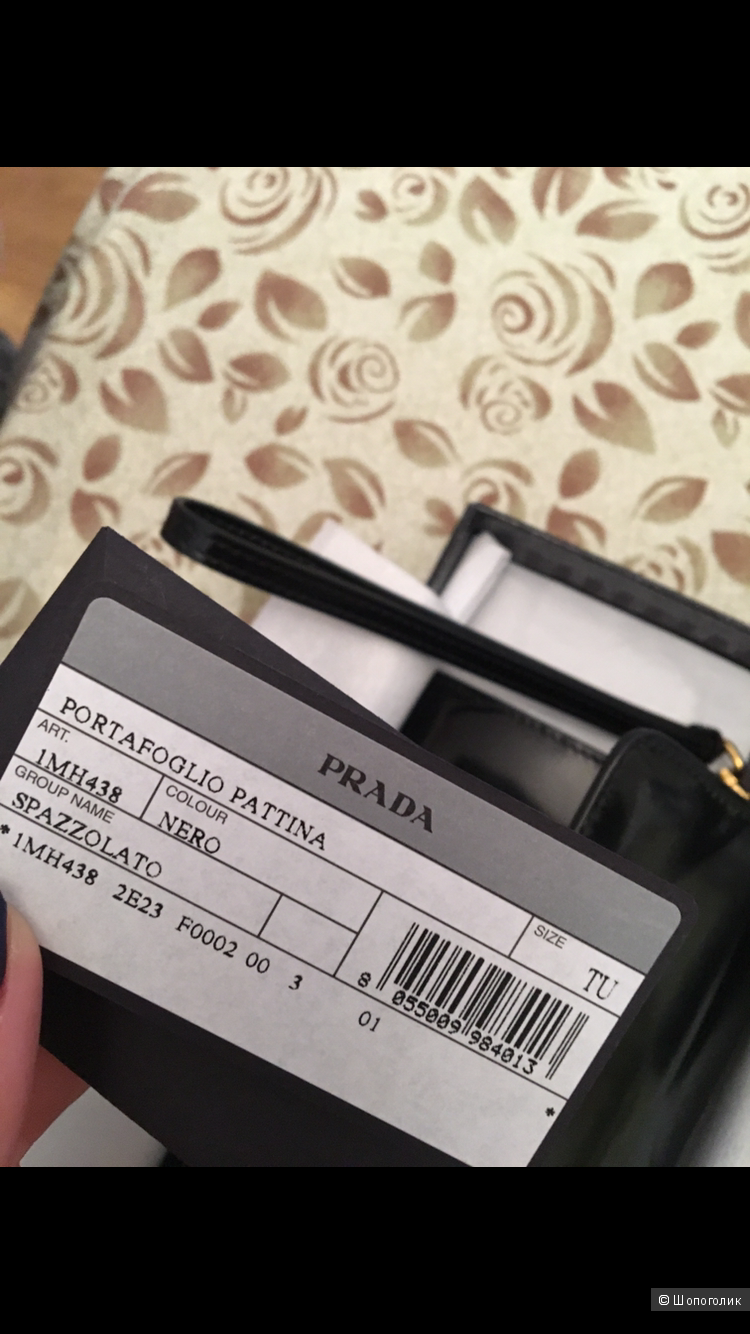 PRADA
PORTAFOGLIO PATTINA
ART.
1MH438
COLOUR
NERO
SIZE
TU
GROUP NAME
SPAZZOLATO
*1MH438 2E23 F0002 00 3
01
8 055009 984013
*
© Шопоголик